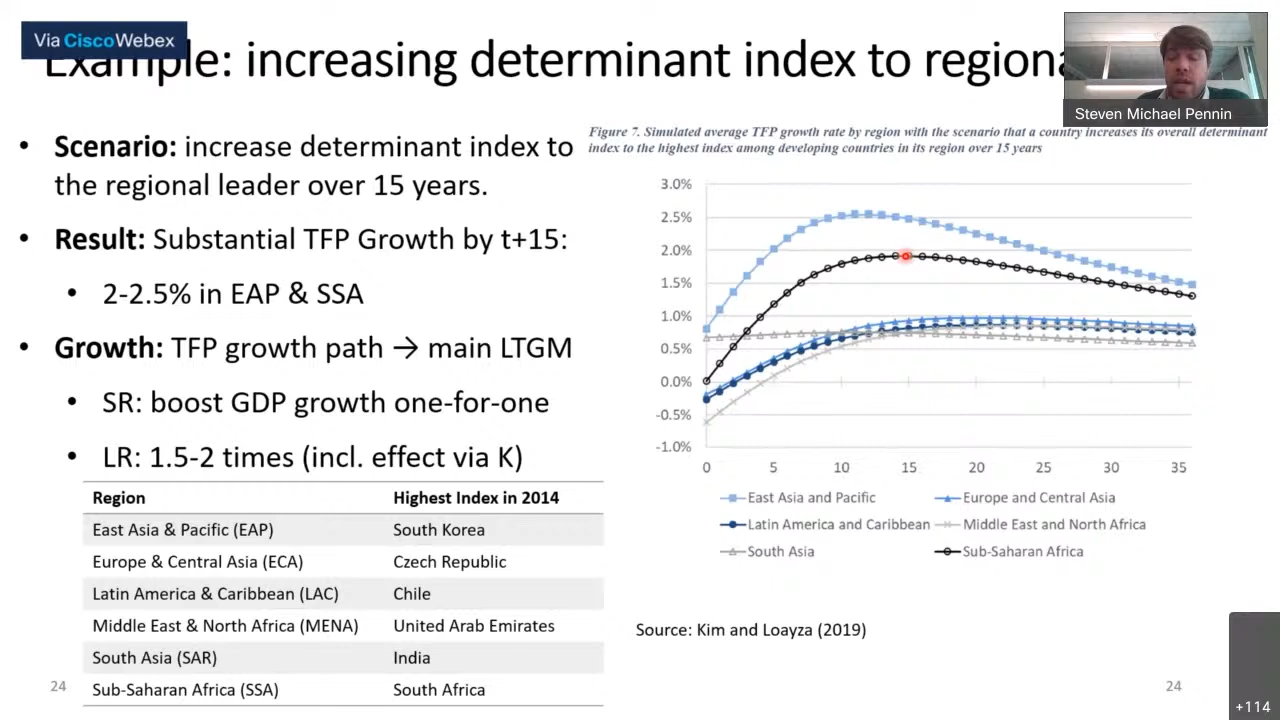 Via Cisco Webex
Example: increasing determinant index to regional
Steven Michael Pennin
• Scenario: increase determinant index to
the regional leader over 15 years.
• Result: Substantial TFP Growth by t+15:
• 2-2.5% in EAP & SSA
• Growth: TFP growth path → main LTGM
• SR: boost GDP growth one-for-one
• LR: 1.5-2 times (incl. effect via K)
Region Highest Index in 2014
East Asia & Pacific (EAP) South Korea
Europe & Central Asia (ECA) Czech Republic
Latin America & Caribbean (LAC) Chile
Middle East & North Africa (MENA) United Arab Emirates
South Asia (SAR) India
Sub-Saharan Africa (SSA) South Africa
24
Figure 7. Simulated average TFP growth rate by region with the scenario that a country increases its overall determinant
index to the highest index among developing countries in its region over 15 years
3.0%
2.5%
2.0%
1.5%
1.0%
0.5%
0.0%
-0.5%
-1.0%
0 5 10 15 20 25 30 35
East Asia and Pacific Europe and Central Asia
Latin America and Caribbean Middle East and North Africa
South Asia Sub-Saharan Africa
Source: Kim and Loayza (2019)
24
+114